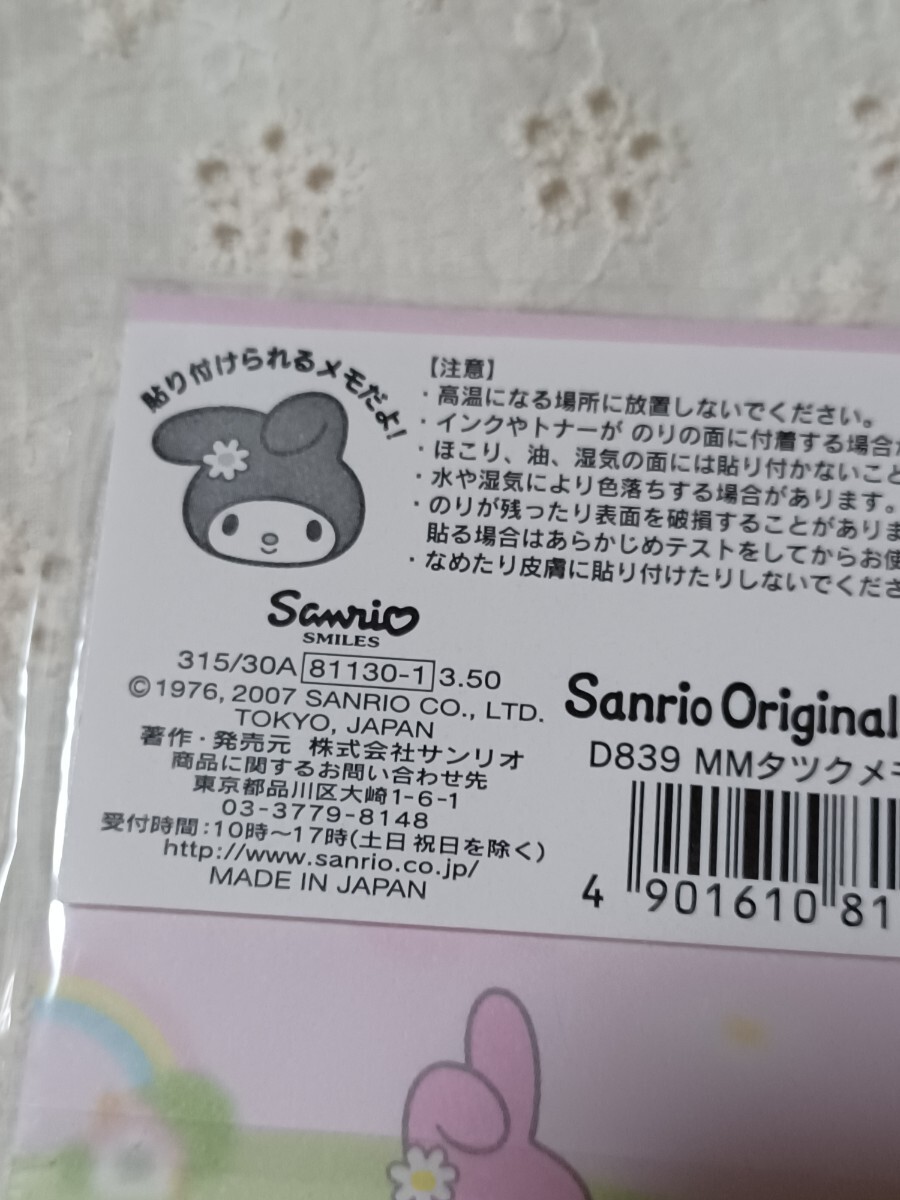 貼り付けられるメモだよ!
【注意】
・高温になる場所に放置しないでください。
・インクやトナーが のりの面に付着する場合が
・ほこり、油、湿気の面には貼り付かないこと
・水や湿気により色落ちする場合があります。
・のりが残ったり表面を破損することがありま
貼る場合はあらかじめテストをしてからお使
・なめたり皮膚に貼り付けたりしないでくださ
Sanrio
SMILES
315/30A 81130-1 3.50
©1976, 2007 SANRIO CO., LTD.
TOKYO, JAPAN
著作・発売元 株式会社サンリオ
商品に関するお問い合わせ先
東京都品川区大崎1-6-1
03-3779-8148
受付時間:10時～17時(土日 祝日を除く)
http://www.sanrio.co.jp/
MADE IN JAPAN
Sanrio Original
D839 MMタツクメモ
4 901610 81